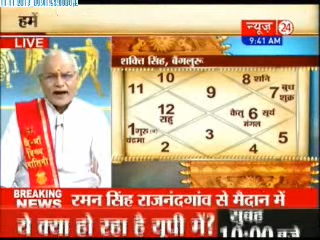 हमें
न्यूज़ 24
LIVE
9:41 AM
शक्ति सिंह, बैंगलुरू
10
8 शनि
11
9
7 बुध
शुक्र
12
राहु
केतु 6 सूर्य
मंगल
1 गुरू
चंद्रमा
3
5
2
4
BREAKING
NEWS
रमन सिंह राजनंदगांव से मैदान में
ये क्या हो रहा है यूपी में?
सुबह
10:00 बजे